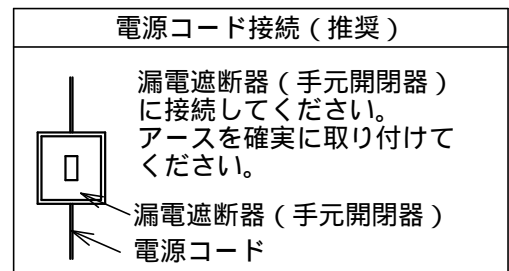 電源コード接続（推奨）
漏電遮断器（手元開閉器）
に接続してください。
アースを確実に取り付けて
ください。
漏電遮断器（手元開閉器）
電源コード